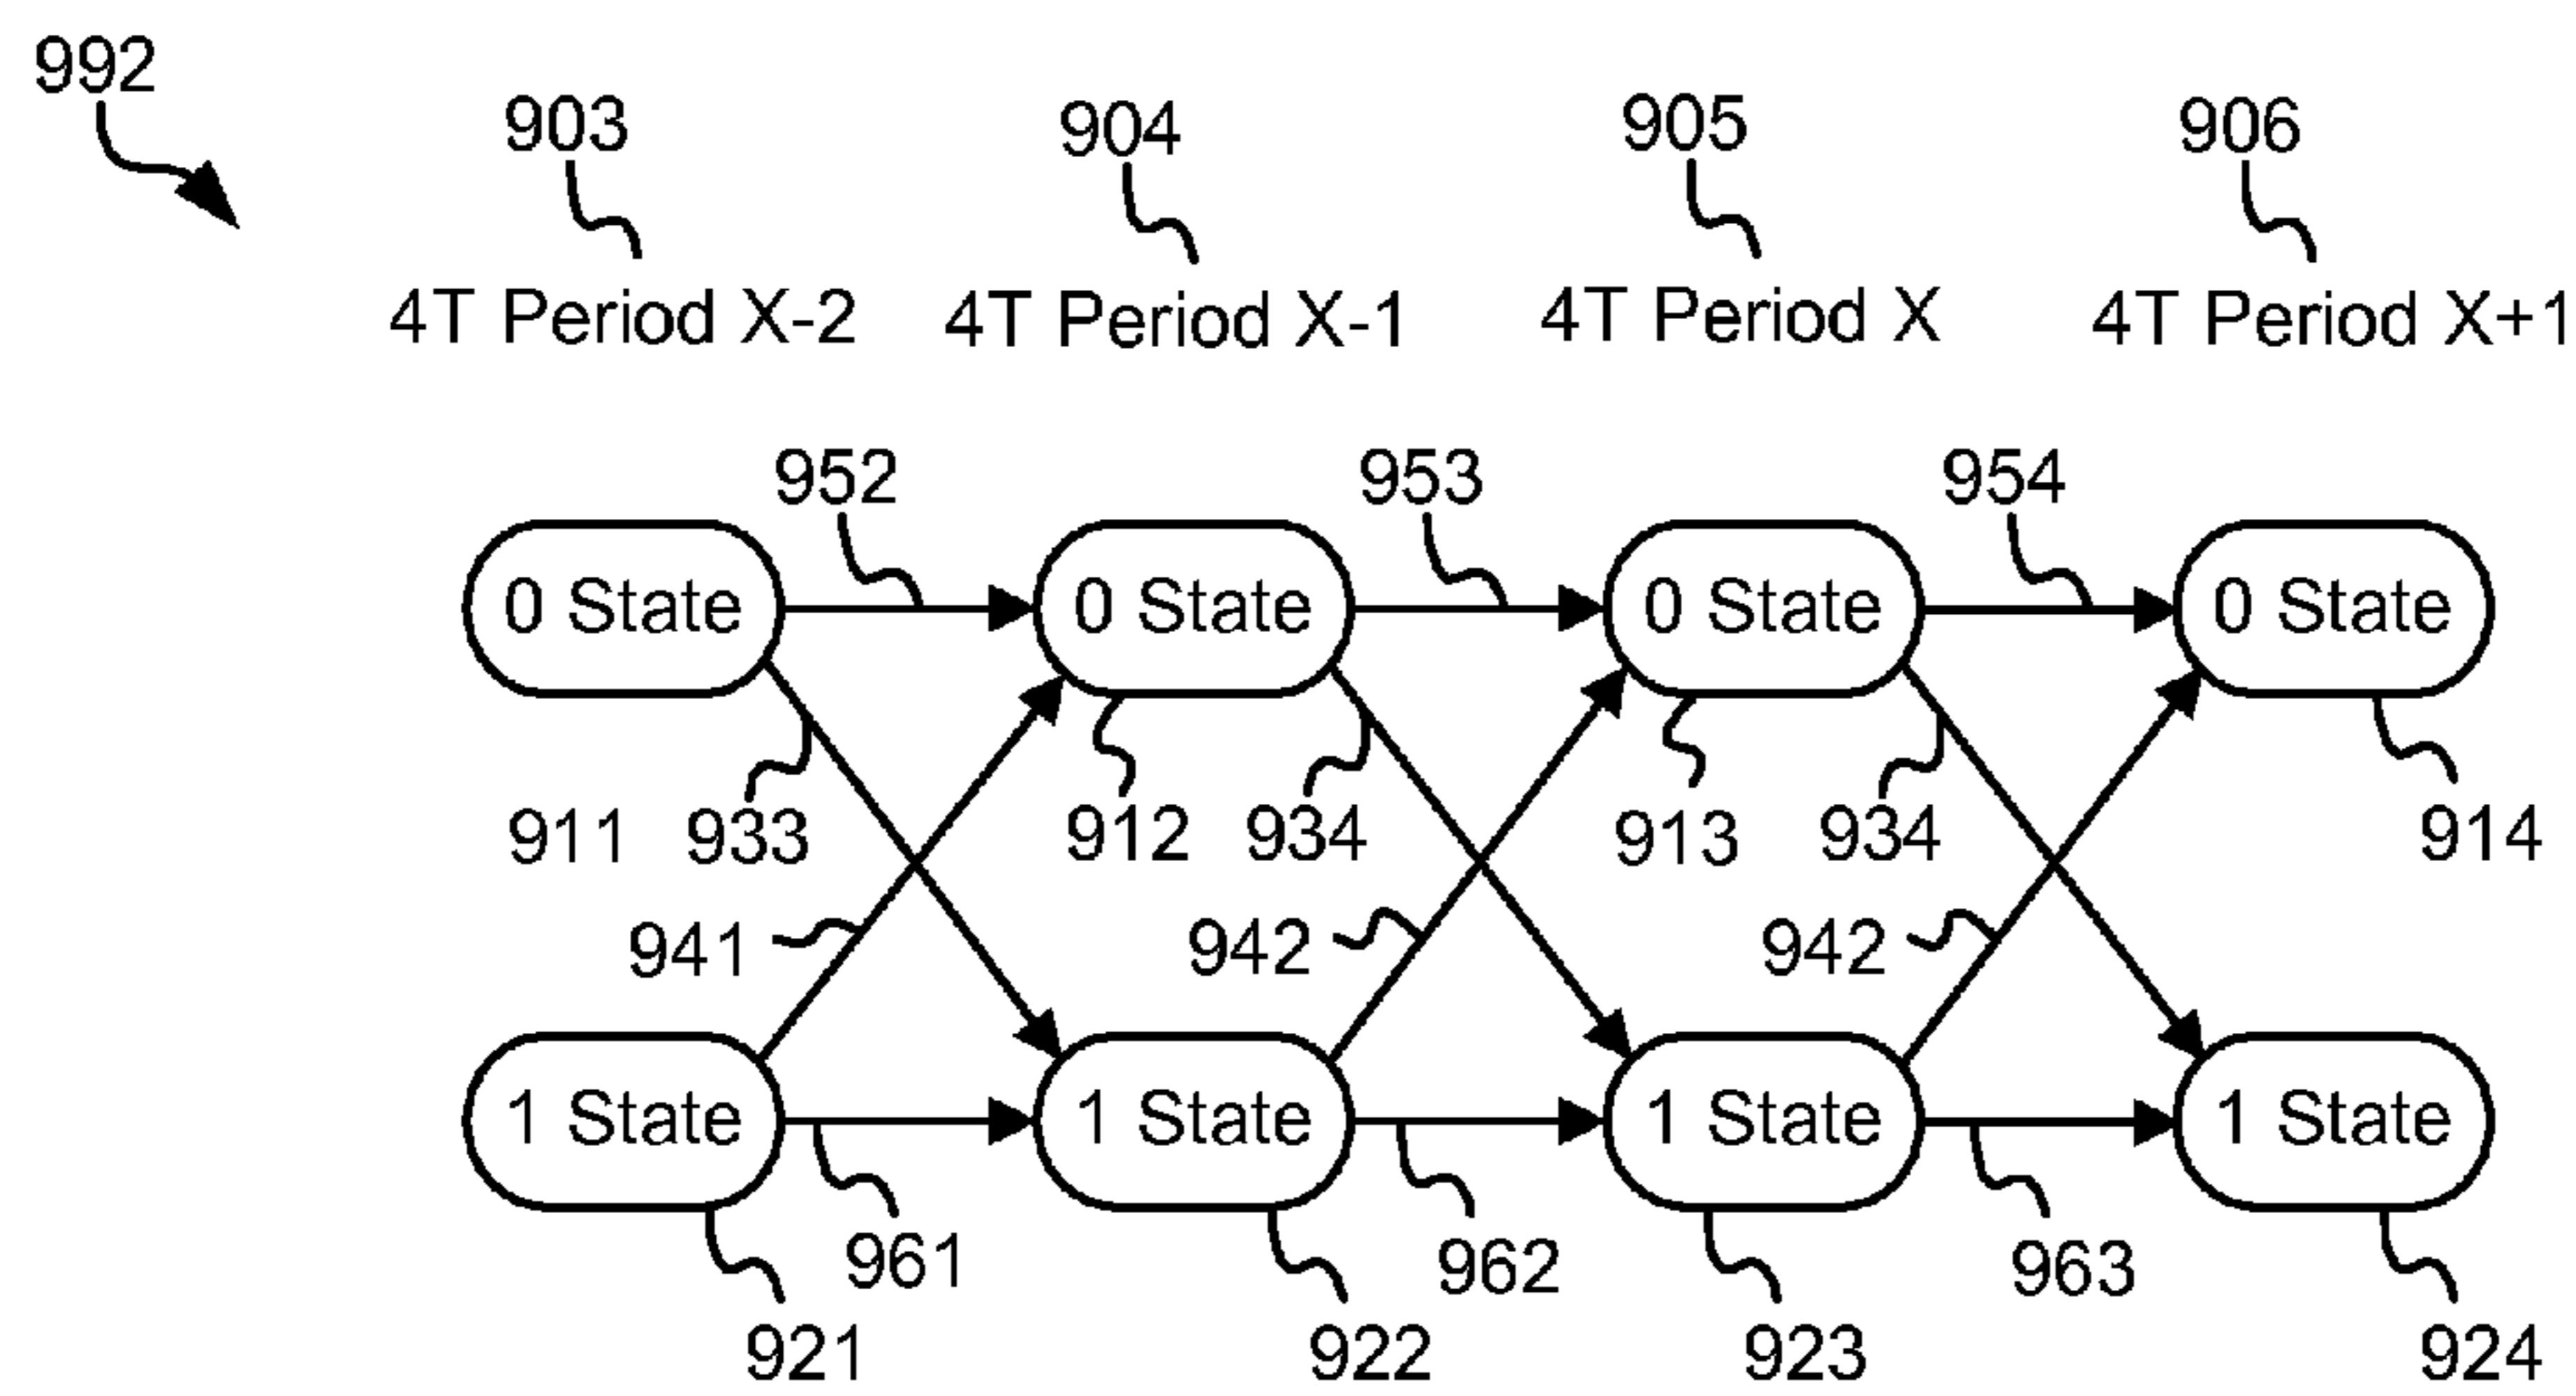 992
903 904 905 906
4T Period X-2 4T Period X-1 4T Period X 4T Period X+1
952 953 954
0 State 0 State 0 State 0 State
911 933 912 934 913 934 914
941 942 942
1 State 1 State 1 State 1 State
961 962 963
921 922 923 924